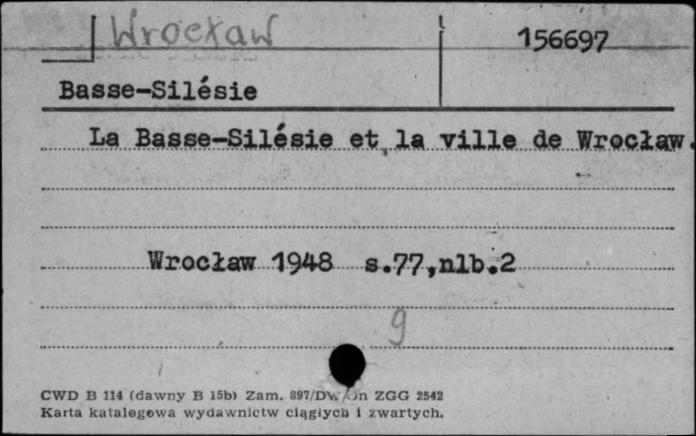 Wrocław 156697
Basse-Silésie
La Basse-Silésie et la ville de Wrocław.
Wrocław 1948 s.77,nlb.2
9
CWD B 114 (dawny B 15b) Zam. 897/DW ZGG 2542
Karta katalogowa wydawnictw ciągłych i zwartych.